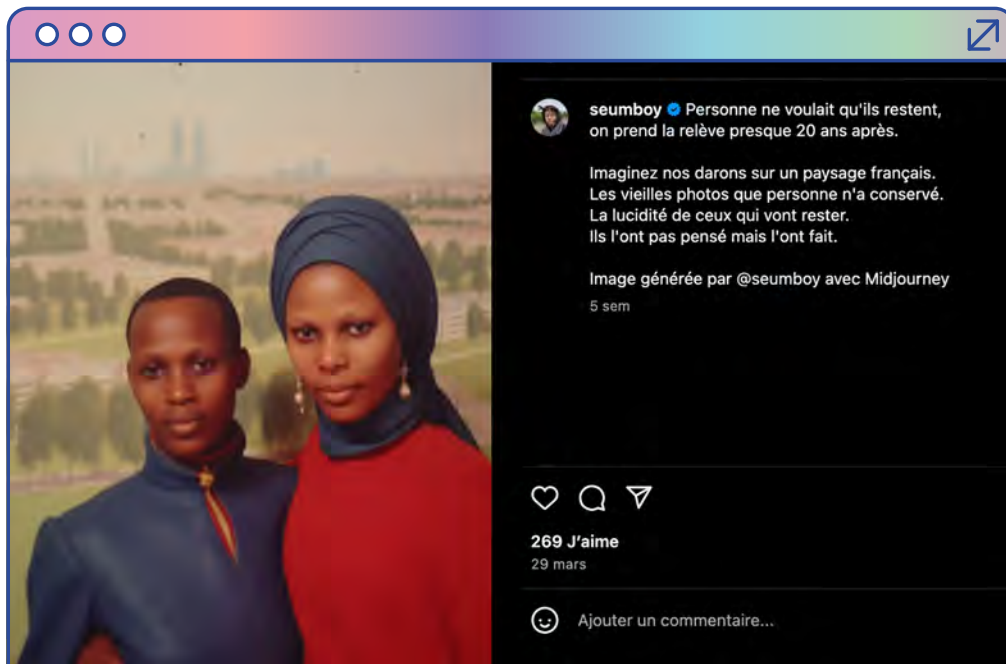 seumboy Personne ne voulait qu'ils restent,
on prend la relève presque 20 ans après.
Imaginez nos darons sur un paysage français.
Les vieilles photos que personne n'a conservé.
La lucidité de ceux qui vont rester.
Ils l'ont pas pensé mais l'ont fait.
Image générée par @seumboy avec Midjourney
5 sem
269 J'aime
29 mars
Ajouter un commentaire...